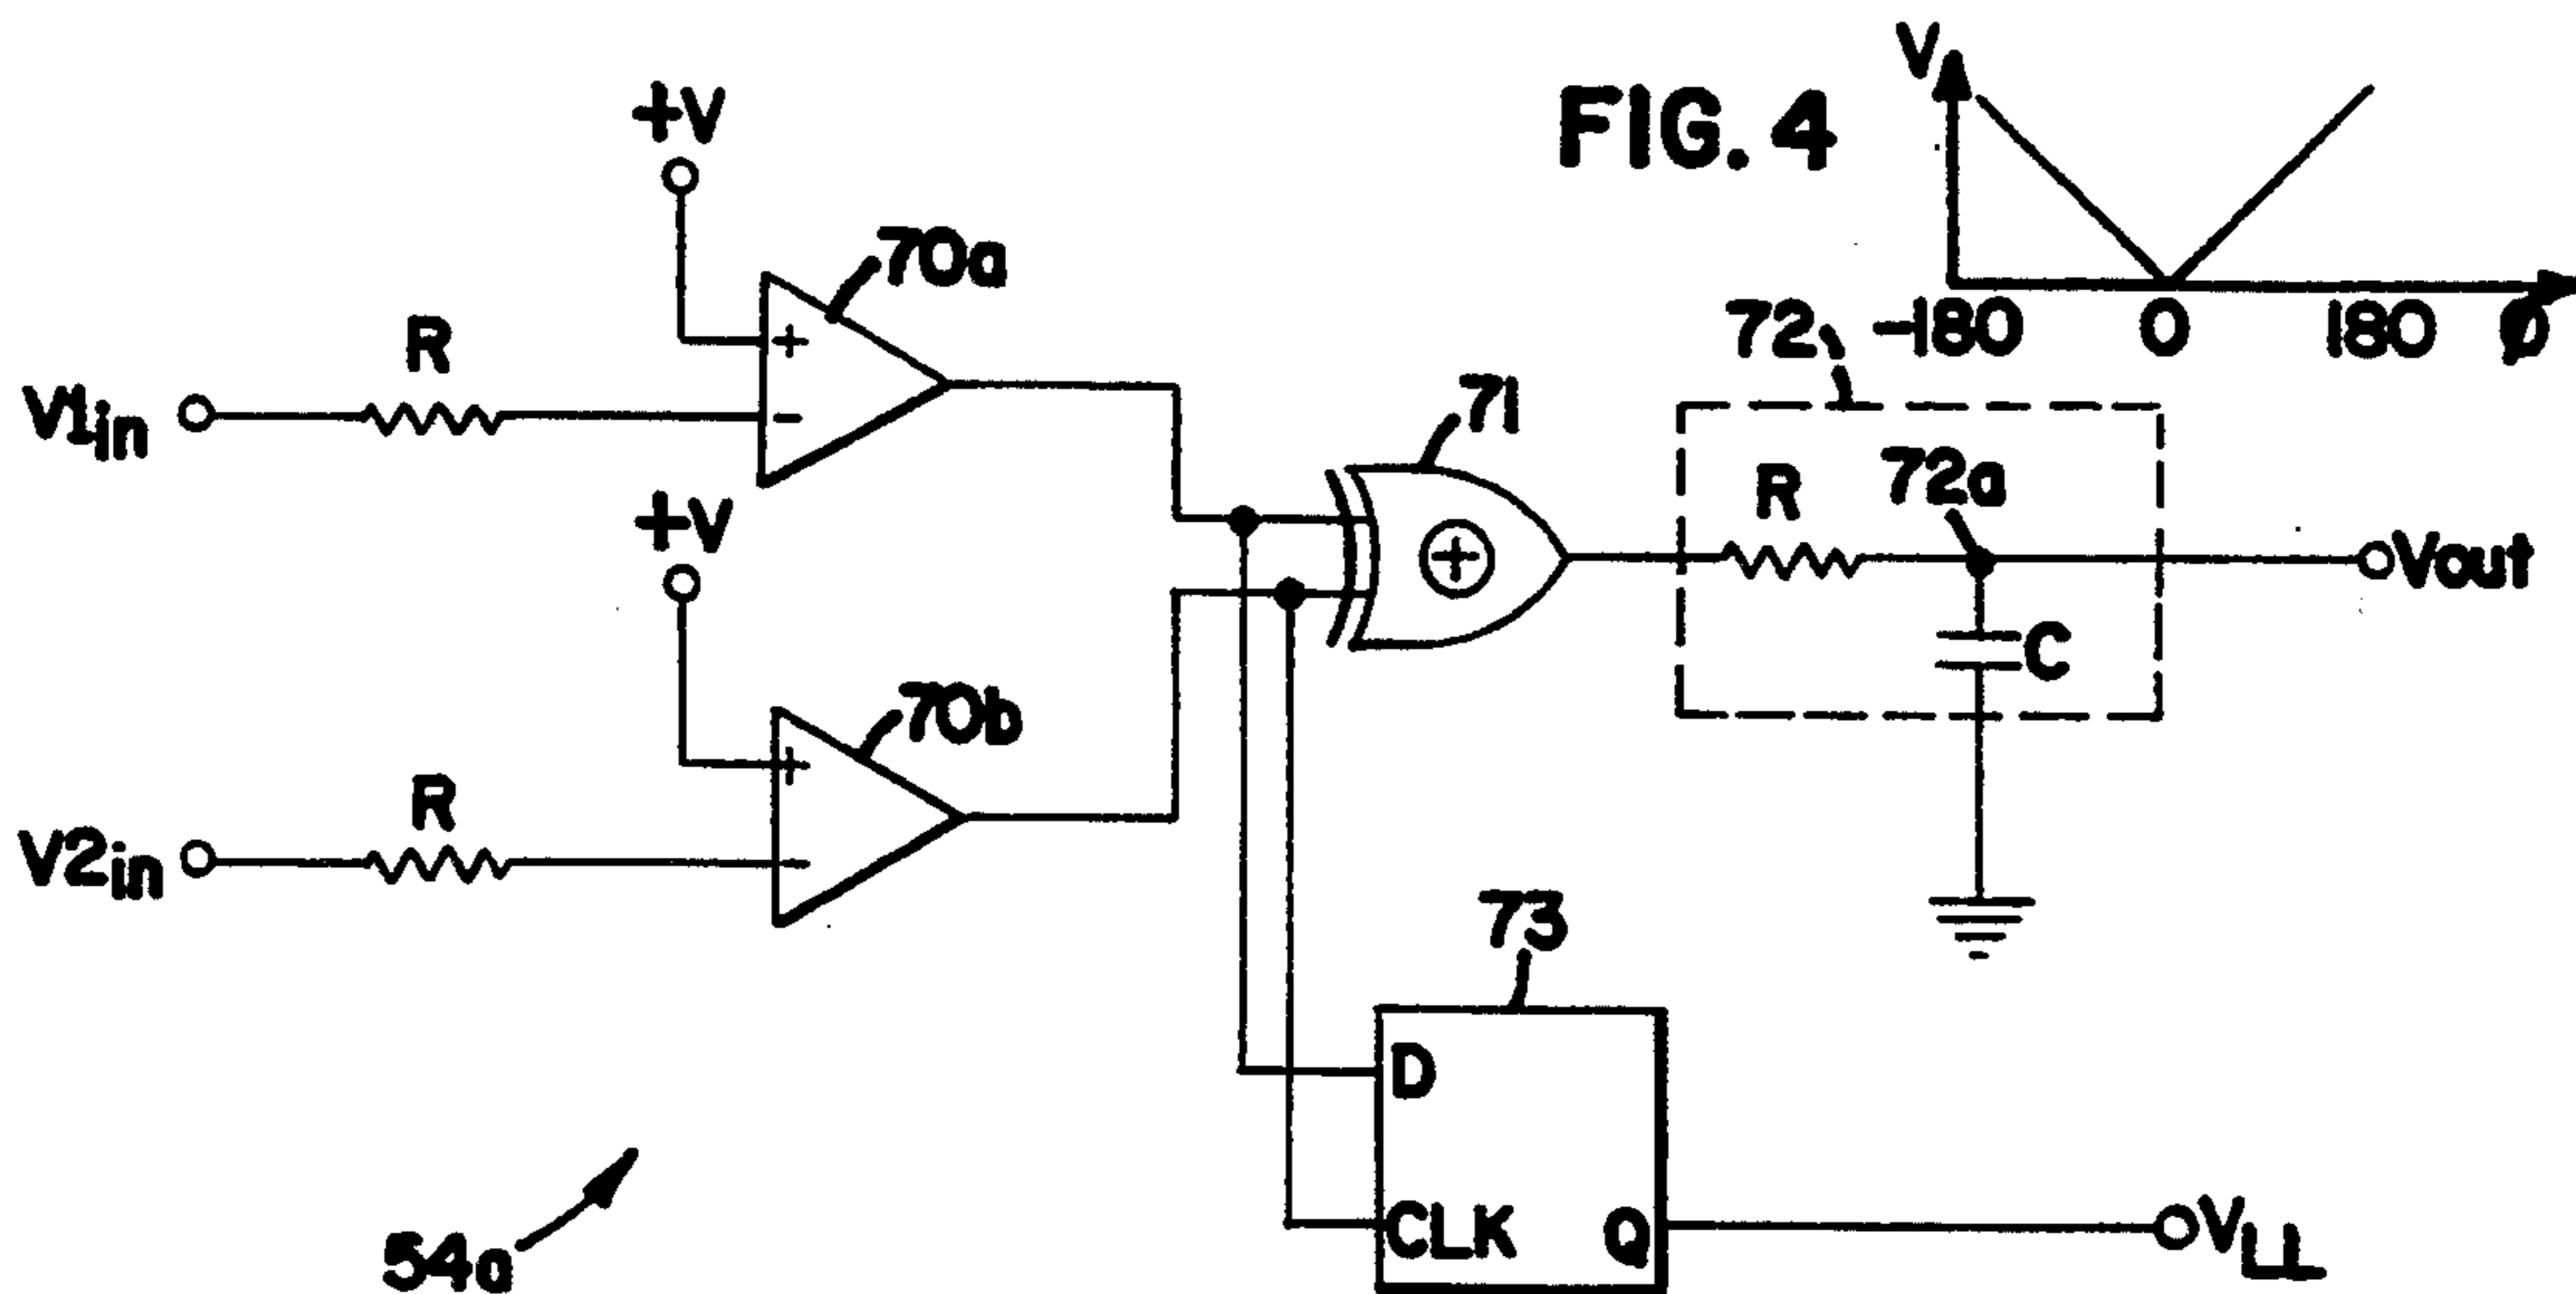 V
FIG. 4
+V
70a
-180 0 180 ø
72
R
+
V1in
-
71
R
72a
+V
+
Vout
C
70b
+
R
V2in
-
73
D
CLK Q
VLL
54a